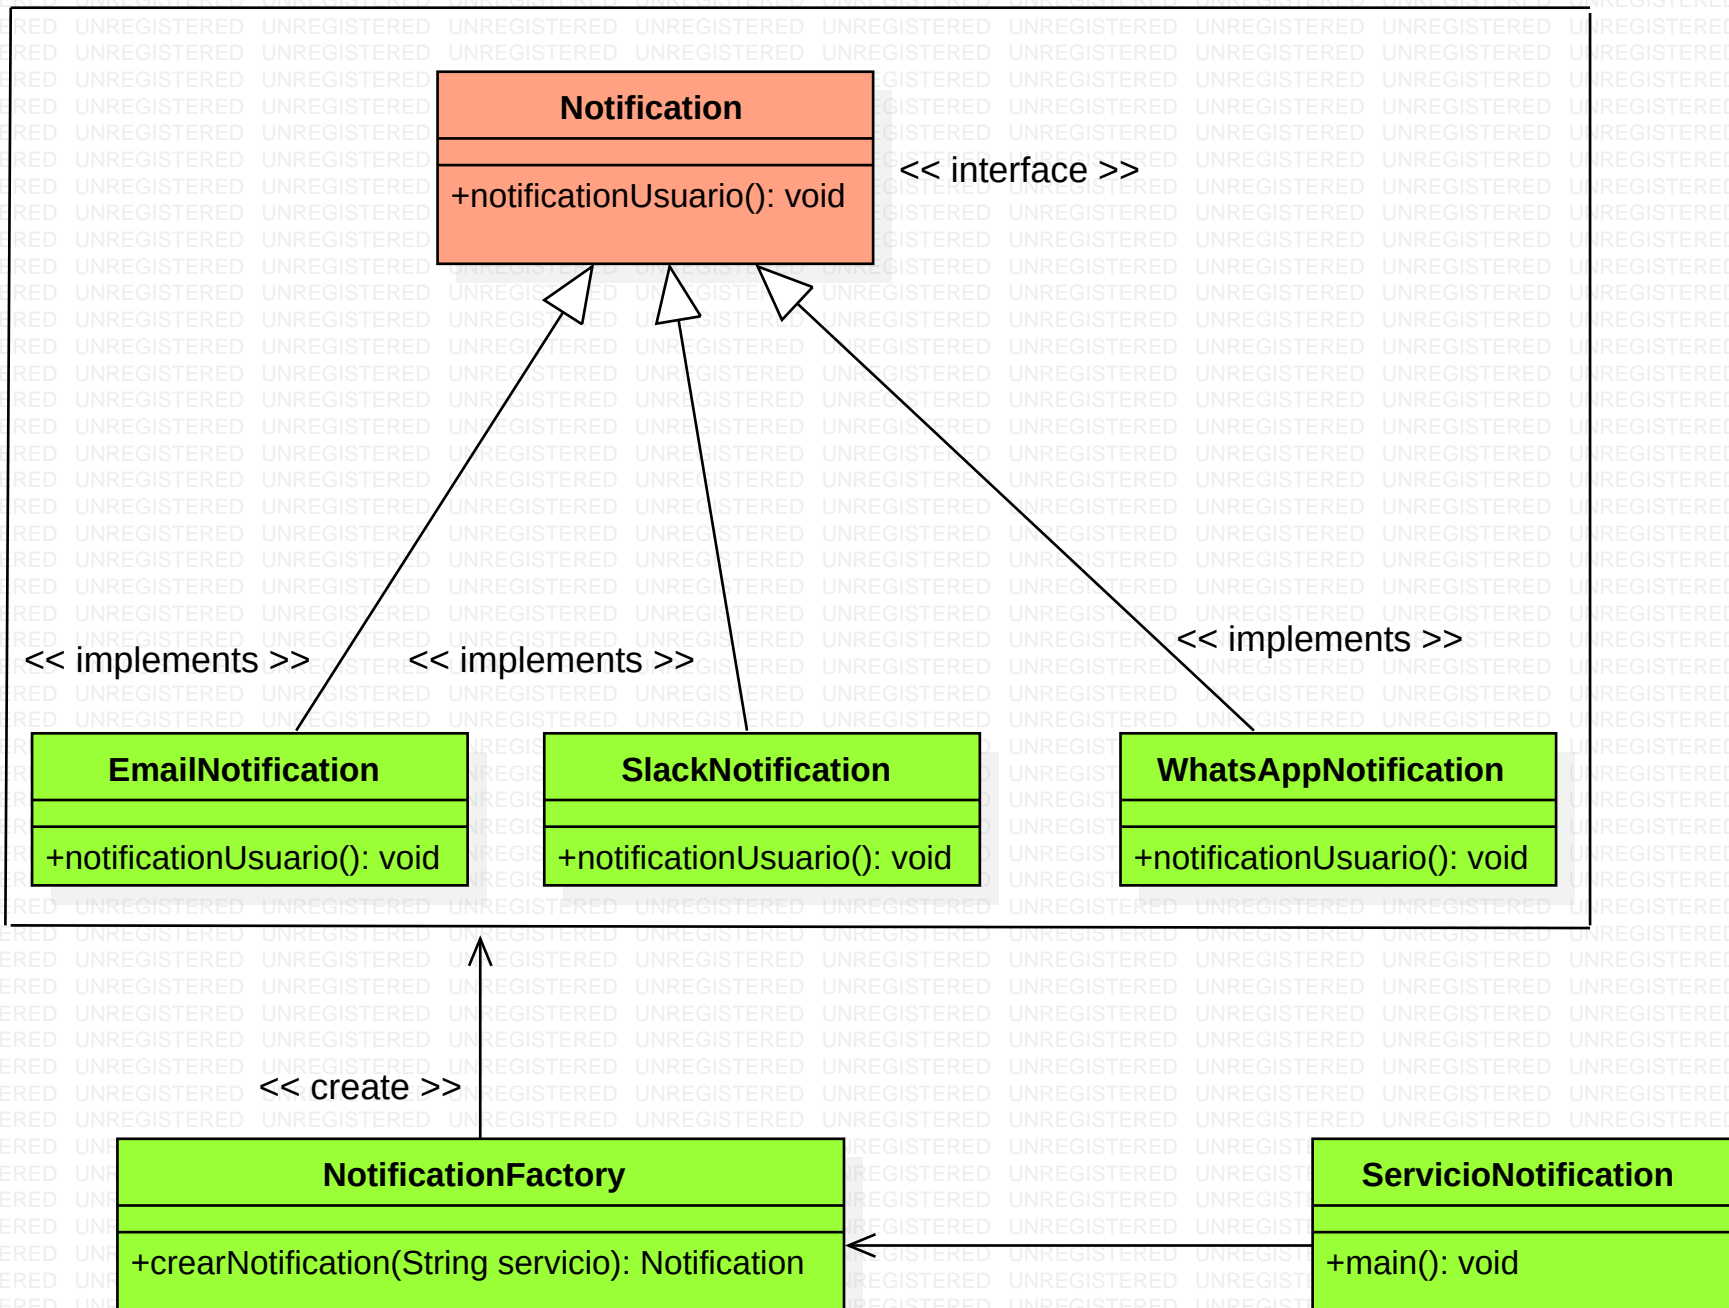 Notification
<< interface >>
+notificationUsuario(): void
<< implements >>
<< implements >>
<< implements >>
EmailNotification
SlackNotification
WhatsAppNotification
+notificationUsuario(): void
+notificationUsuario(): void
+notificationUsuario(): void
<< create >>
NotificationFactory
ServicioNotification
+crearNotification(String servicio): Notification
+main(): void
UNREGISTERED